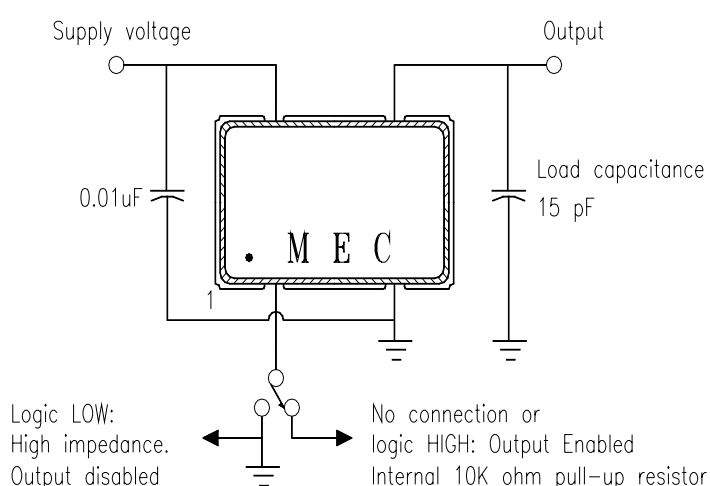 Supply voltage
Output
0.01uF
Load capacitance
15 pF
M E C
1
Logic LOW:
High impedance.
Output disabled
No connection or
logic HIGH: Output Enabled
Internal 10K ohm pull-up resistor